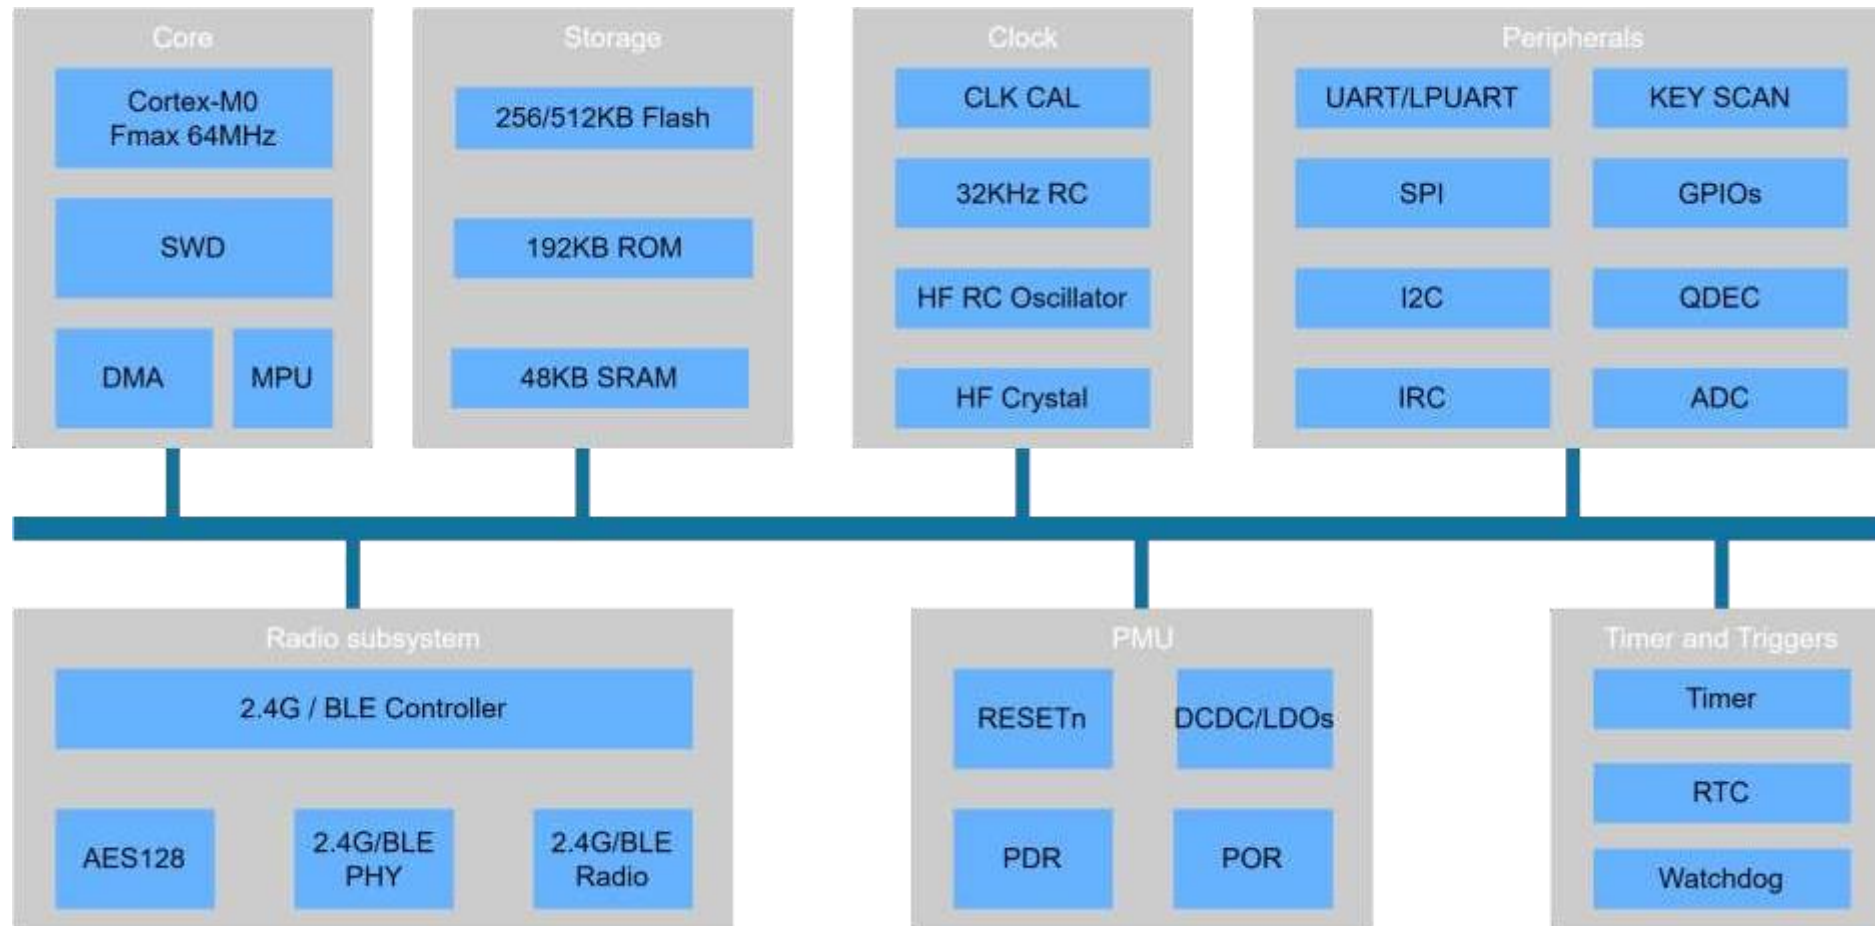 Core
Cortex-M0
Fmax 64MHz
SWD
DMA
MPU
Storage
256/512KB Flash
192KB ROM
48KB SRAM
Clock
CLK CAL
32KHz RC
HF RC Oscillator
HF Crystal
Peripherals
UART/LPUART
KEY SCAN
SPI
GPIOs
I2C
QDEC
IRC
ADC
Radio subsystem
2.4G / BLE Controller
AES128
2.4G/BLE
PHY
2.4G/BLE
Radio
PMU
RESETn
DCDC/LDOs
PDR
POR
Timer and Triggers
Timer
RTC
Watchdog